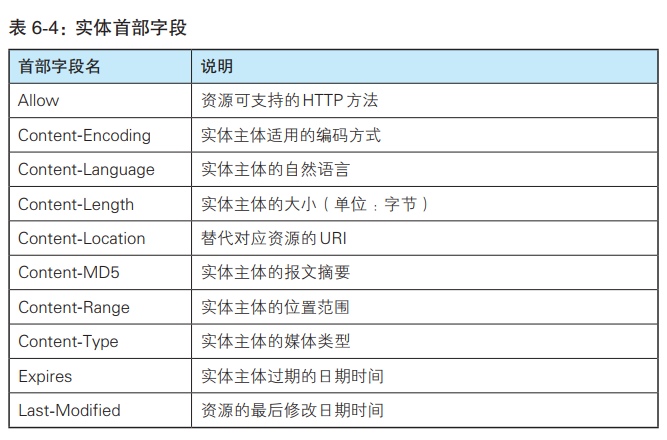 表 6-4：实体首部字段
首部字段名 说明
Allow 资源可支持的HTTP方法
Content-Encoding 实体主体适用的编码方式
Content-Language 实体主体的自然语言
Content-Length 实体主体的大小（单位：字节）
Content-Location 替代对应资源的URI
Content-MD5 实体主体的报文摘要
Content-Range 实体主体的位置范围
Content-Type 实体主体的媒体类型
Expires 实体主体过期的日期时间
Last-Modified 资源的最后修改日期时间